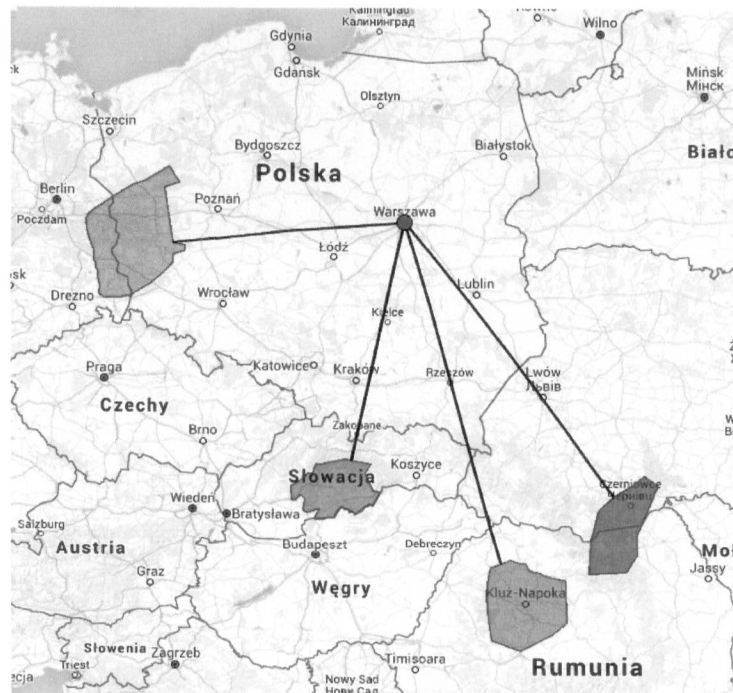 Kaliningrad
Калининград
Wilno
Gdynia
Gdańsk
Mińsk
Мінск
Olsztyn
Szczecin
Bydgoszcz
Białystok
Polska
Berlin
Poznań
Poczdam
Warszawa
Łódź
Lublin
Drezno
Wrocław
Kielce
Praga
Katowice
Kraków
Rzeszów
Lwów
Львів
Czechy
Brno
Zakopane
Słowacja
Koszyce
Czerniowce
Чернівці
Wiedeń
Bratysława
Salzburg
Austria
Budapeszt
Debreczyn
Jassy
Graz
Węgry
Kluż-Napoka
Słowenia
Zagrzeb
Triest
Timisoara
Rumunia
Nowy Sad
Нови Сад